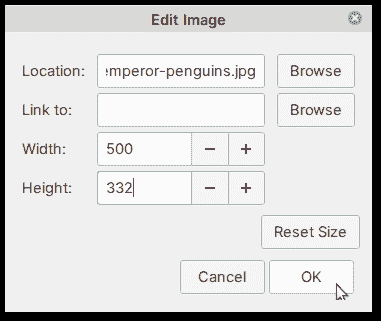 Edit Image
Location: emperor-penguins.jpg Browse
Link to: Browse
Width: 500 − +
Height: 332 − +
Reset Size
Cancel OK